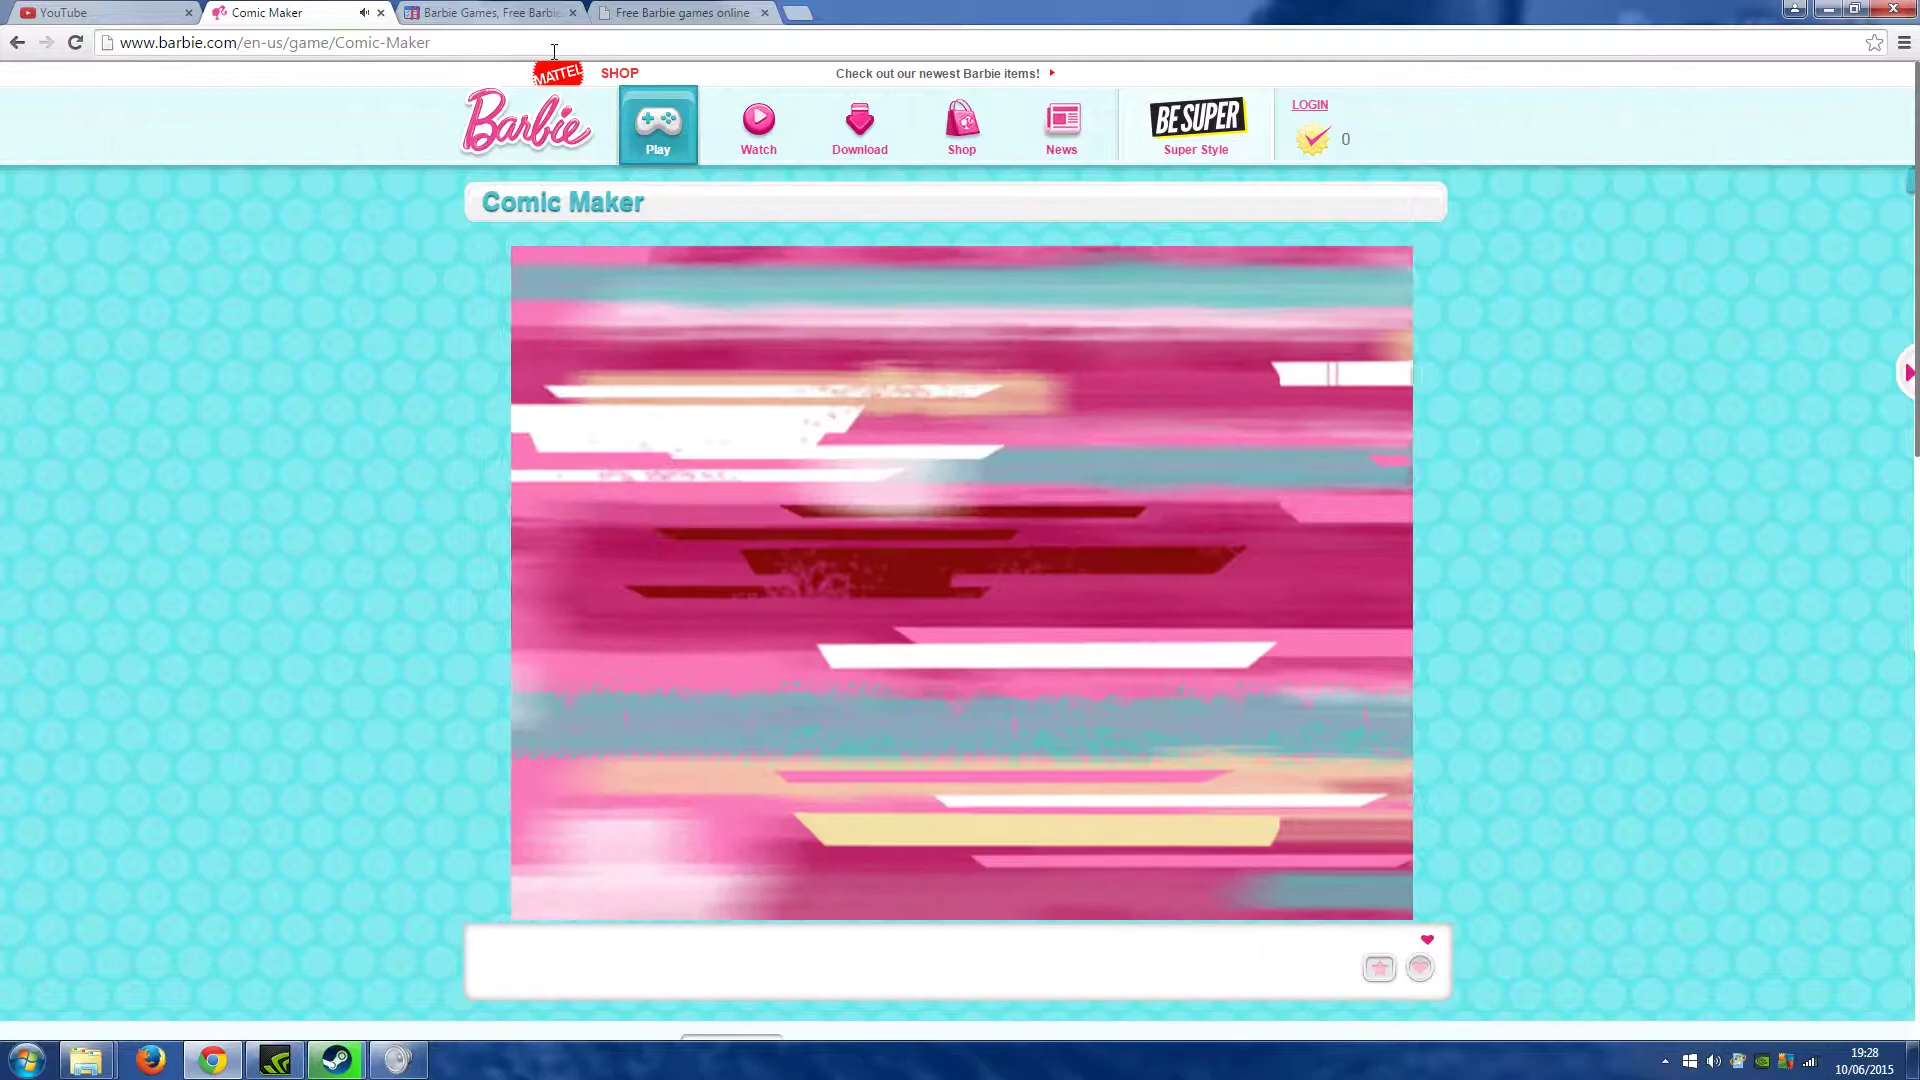 YouTube
Comic Maker
Barbie Games, Free Barbie
Free Barbie games online
www.barbie.com/en-us/game/Comic-Maker
MATTEL
SHOP
Check out our newest Barbie items!
Barbie
Play
Watch
Download
Shop
News
BE SUPER
Super Style
LOGIN
0
Comic Maker
19:28
10/06/2015